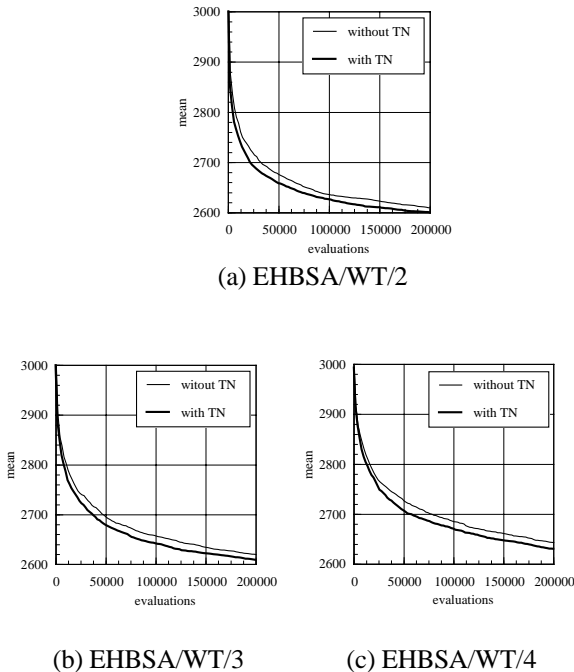 3000
2900
2800
2700
2600
mean
without TN
with TN
0 50000 100000 150000 200000
evaluations
(a) EHBSA/WT/2
3000
2900
2800
2700
2600
mean
witout TN
with TN
0 50000 100000 150000 200000
evaluations
(b) EHBSA/WT/3
3000
2900
2800
2700
2600
mean
without TN
with TN
0 50000 100000 150000 200000
evaluations
(c) EHBSA/WT/4